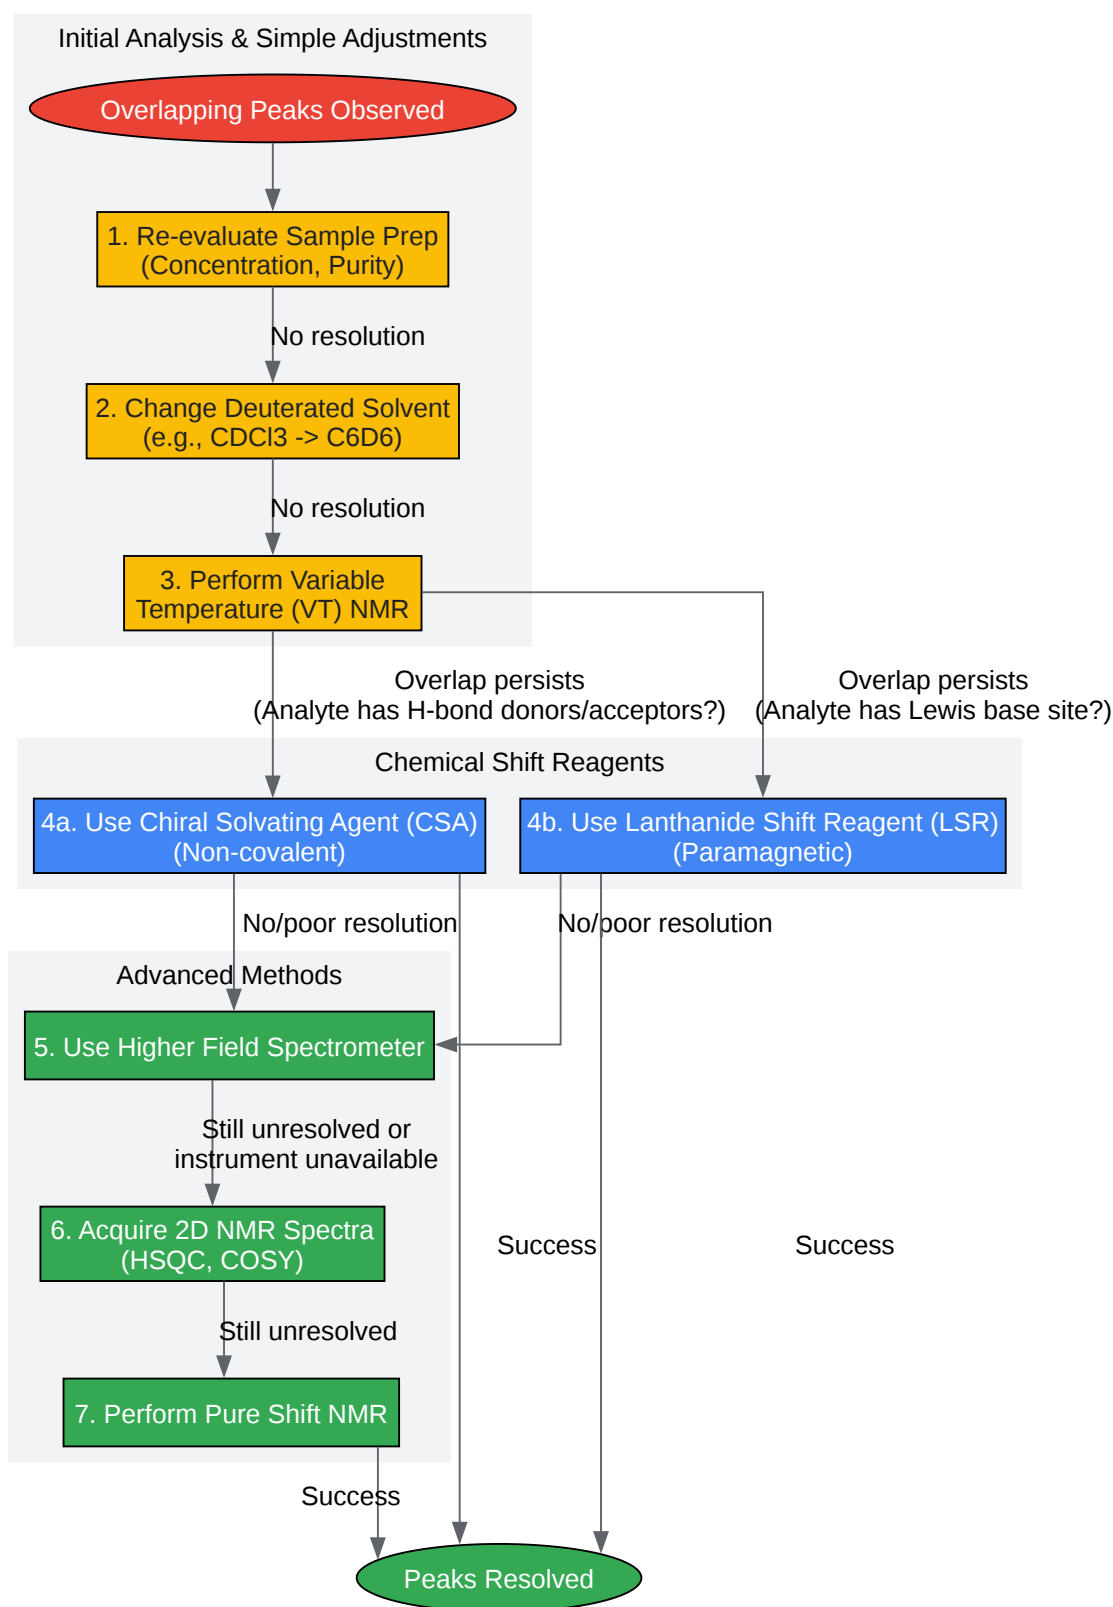 Initial Analysis & Simple Adjustments
Overlapping Peaks Observed
1. Re-evaluate Sample Prep
(Concentration, Purity)
No resolution
2. Change Deuterated Solvent
(e.g., CDCl3 -> C6D6)
No resolution
3. Perform Variable
Temperature (VT) NMR
Overlap persists
(Analyte has H-bond donors/acceptors?)
Overlap persists
(Analyte has Lewis base site?)
Chemical Shift Reagents
4a. Use Chiral Solvating Agent (CSA)
(Non-covalent)
4b. Use Lanthanide Shift Reagent (LSR)
(Paramagnetic)
No/poor resolution
No/poor resolution
Advanced Methods
5. Use Higher Field Spectrometer
Still unresolved or
instrument unavailable
6. Acquire 2D NMR Spectra
(HSQC, COSY)
Success
Success
Still unresolved
7. Perform Pure Shift NMR
Success
Peaks Resolved